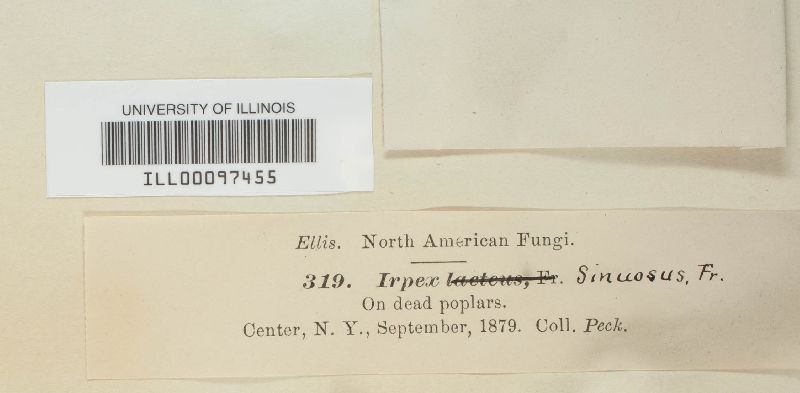 UNIVERSITY OF ILLINOIS
ILL00097455
Ellis. North American Fungi.
319. Irpex lacteus, Fr. Sinuosus, Fr.
On dead poplars.
Center, N. Y., September, 1879. Coll. Peck.